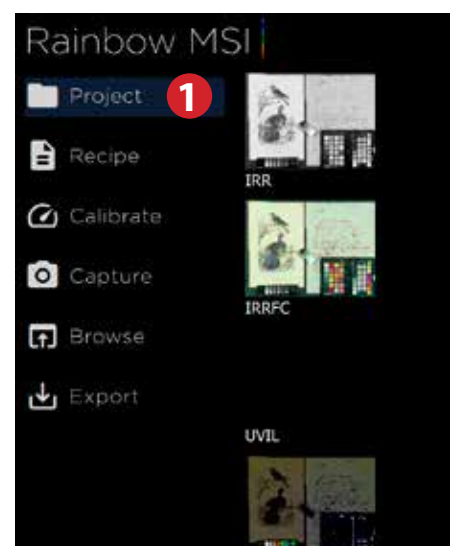 Rainbow MSI
Project 1
Recipe
Calibrate
Capture
Browse
Export
IRR
IRRFC
UVIL